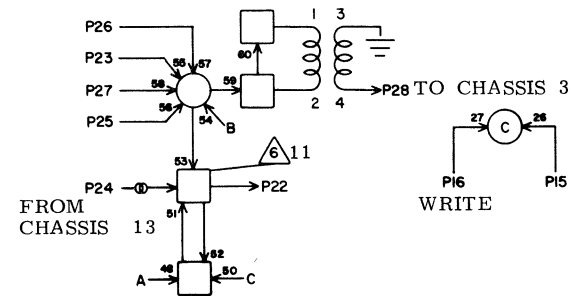 P26
1 3
P23
60
55 57
P27 58 59
2 4
P28 TO CHASSIS 3
56
P25
54
B
27 C 26
53
6 11
P24 P22
P16 P15
FROM
CHASSIS 13
WRITE
51
52
A 48 50 C